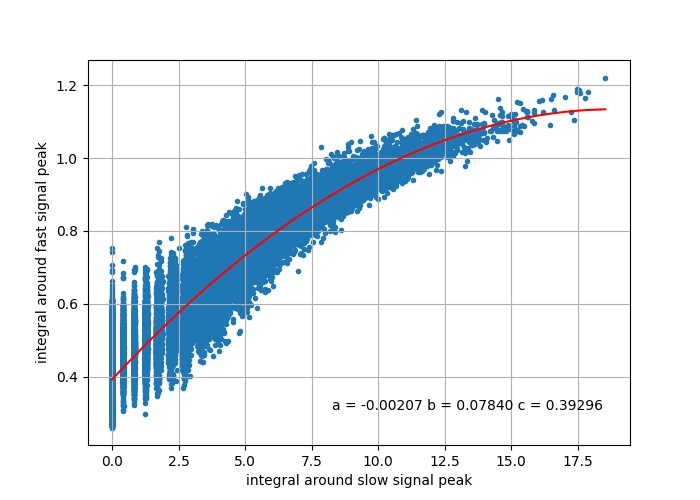 1.2
1.0
0.8
0.6
0.4
integral around fast signal peak
a = -0.00207 b = 0.07840 c = 0.39296
0.0 2.5 5.0 7.5 10.0 12.5 15.0 17.5
integral around slow signal peak